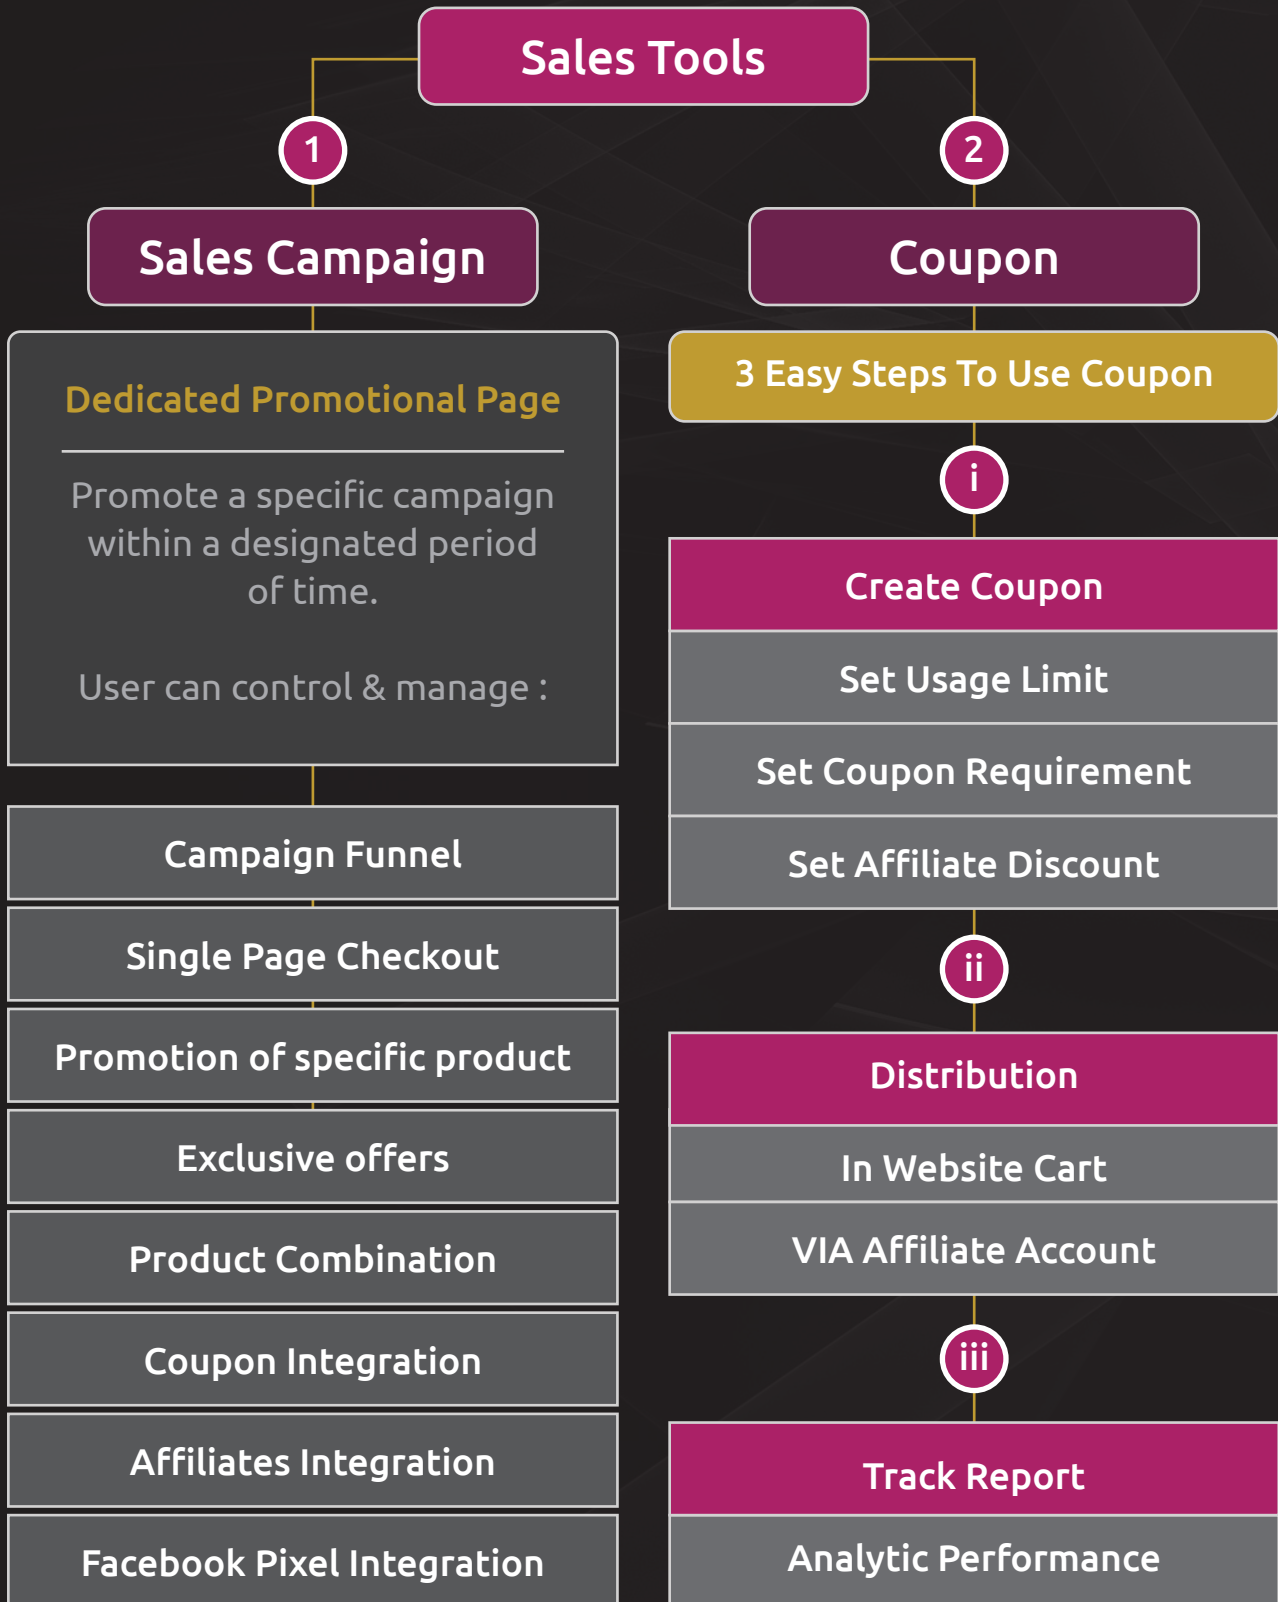 Sales Tools
1
Sales Campaign
Dedicated Promotional Page
Promote a specific campaign
within a designated period
of time.
User can control & manage :
Campaign Funnel
Single Page Checkout
Promotion of specific product
Exclusive offers
Product Combination
Coupon Integration
Affiliates Integration
Facebook Pixel Integration
2
Coupon
3 Easy Steps To Use Coupon
i
Create Coupon
Set Usage Limit
Set Coupon Requirement
Set Affiliate Discount
ii
Distribution
In Website Cart
VIA Affiliate Account
iii
Track Report
Analytic Performance